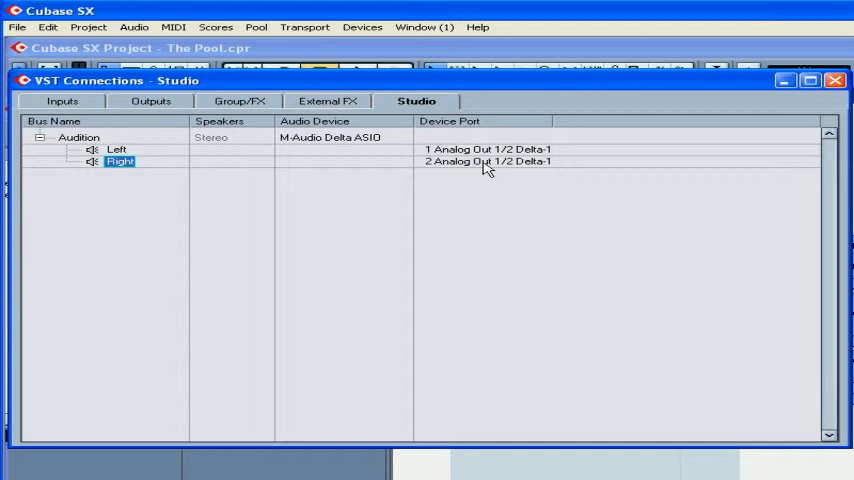 Cubase SX
File Edit Project Audio MIDI Scores Pool Transport Devices Window (1) Help
Cubase SX Project - The Pool.cpr
VST Connections - Studio
Inputs Outputs Group/FX External FX Studio
Bus Name Speakers Audio Device Device Port
Audition Stereo M-Audio Delta ASIO
Left 1 Analog Out 1/2 Delta-1
Right 2 Analog Out 1/2 Delta-1